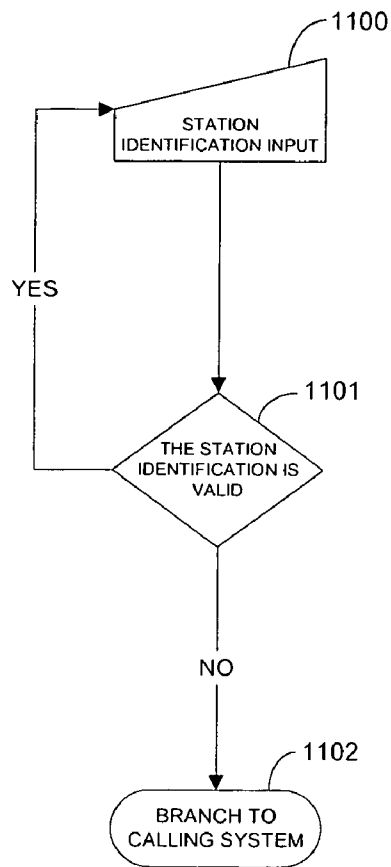 1100
STATION
IDENTIFICATION INPUT
YES
1101
THE STATION
IDENTIFICATION IS
VALID
NO
1102
BRANCH TO
CALLING SYSTEM